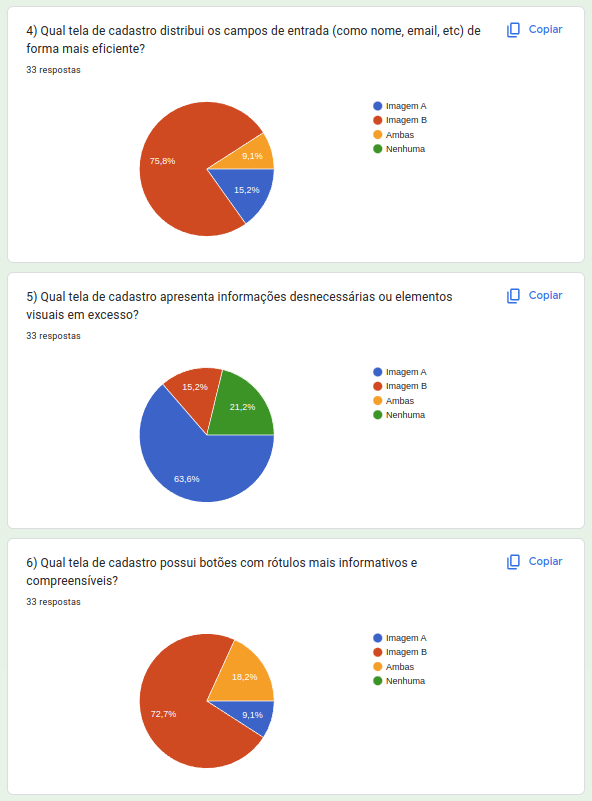 4) Qual tela de cadastro distribui os campos de entrada (como nome, email, etc) de
forma mais eficiente?
Copiar
33 respostas
Imagem A
Imagem B
Ambas
Nenhuma
75,8%
9,1%
15,2%
5) Qual tela de cadastro apresenta informações desnecessárias ou elementos
visuais em excesso?
Copiar
33 respostas
Imagem A
Imagem B
Ambas
Nenhuma
15,2%
21,2%
63,6%
6) Qual tela de cadastro possui botões com rótulos mais informativos e
compreensíveis?
Copiar
33 respostas
Imagem A
Imagem B
Ambas
Nenhuma
18,2%
72,7%
9,1%